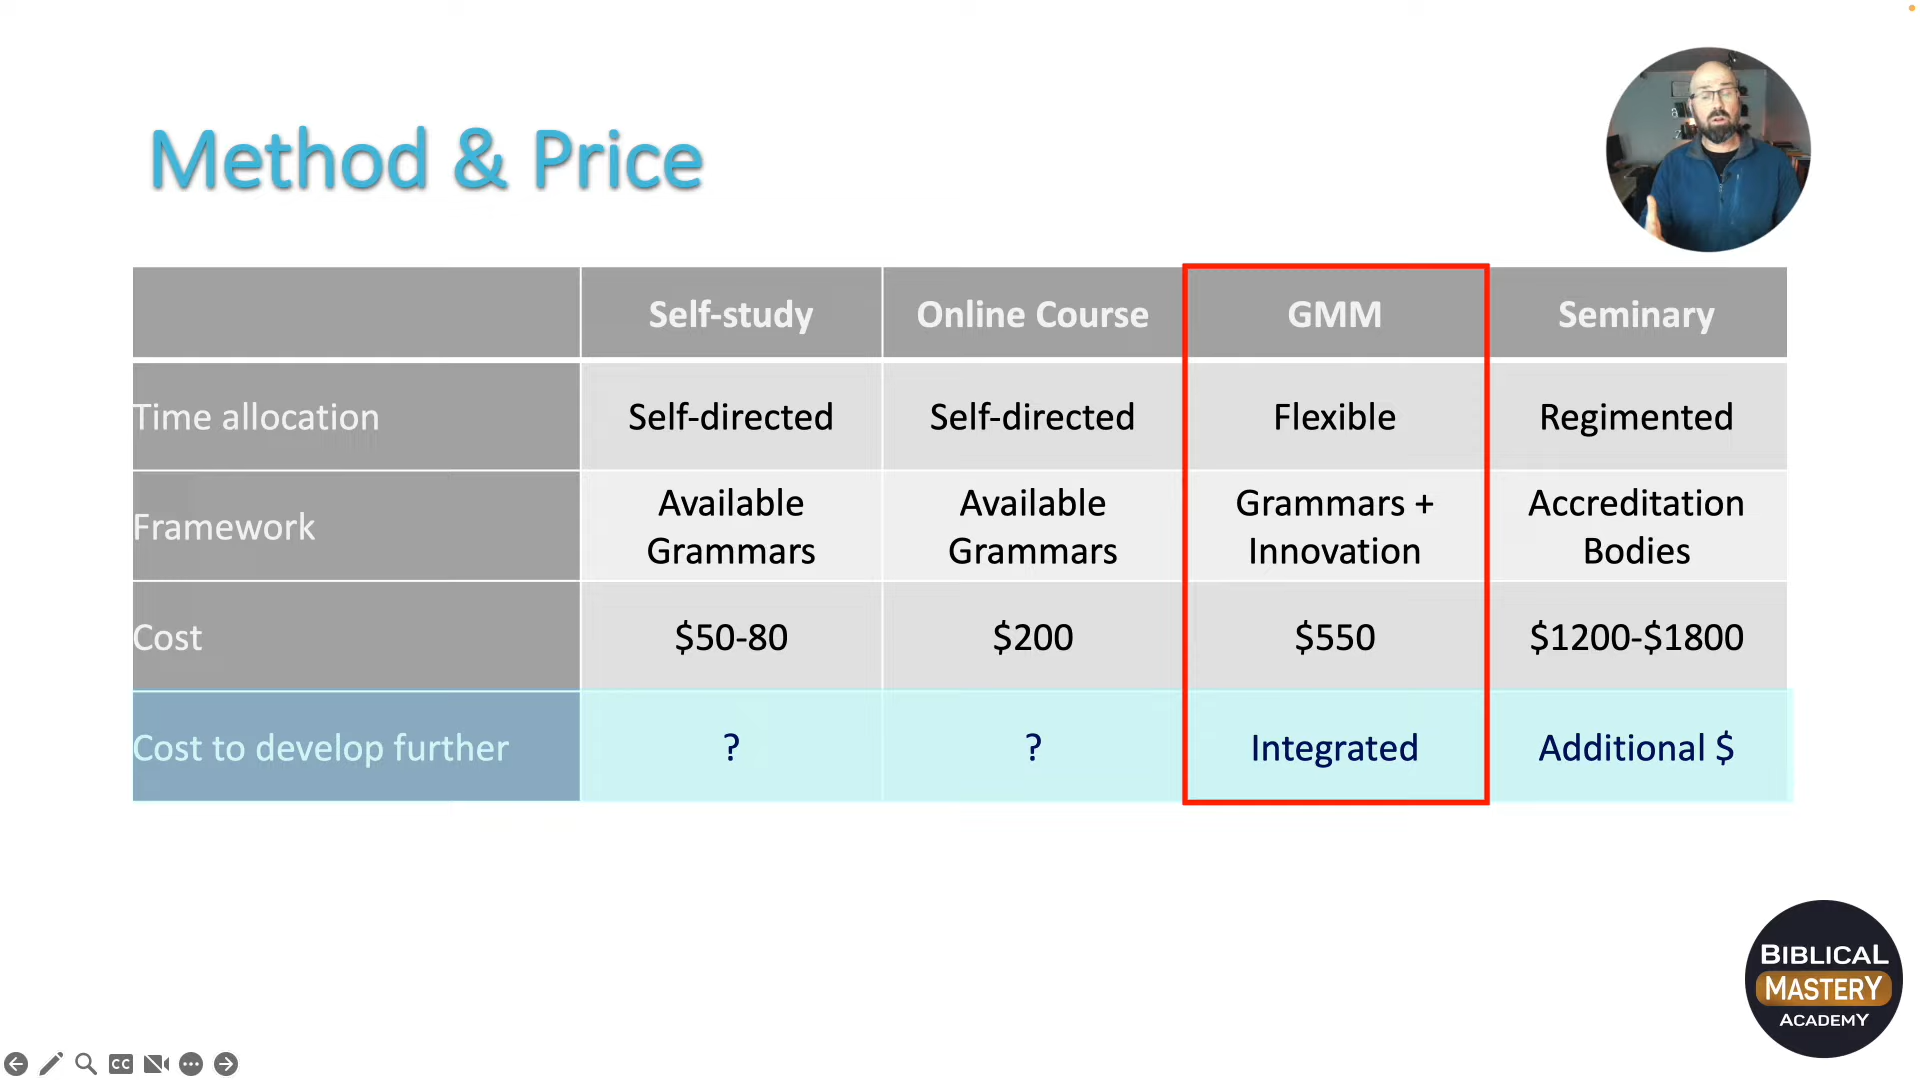 Method & Price
Self-study Online Course GMM Seminary
Time allocation Self-directed Self-directed Flexible Regimented
Framework Available Grammars Available Grammars Grammars + Innovation Accreditation Bodies
Cost $50-80 $200 $550 $1200-$1800
Cost to develop further ? ? Integrated Additional $
BIBLICAL
MASTERY
ACADEMY
CC